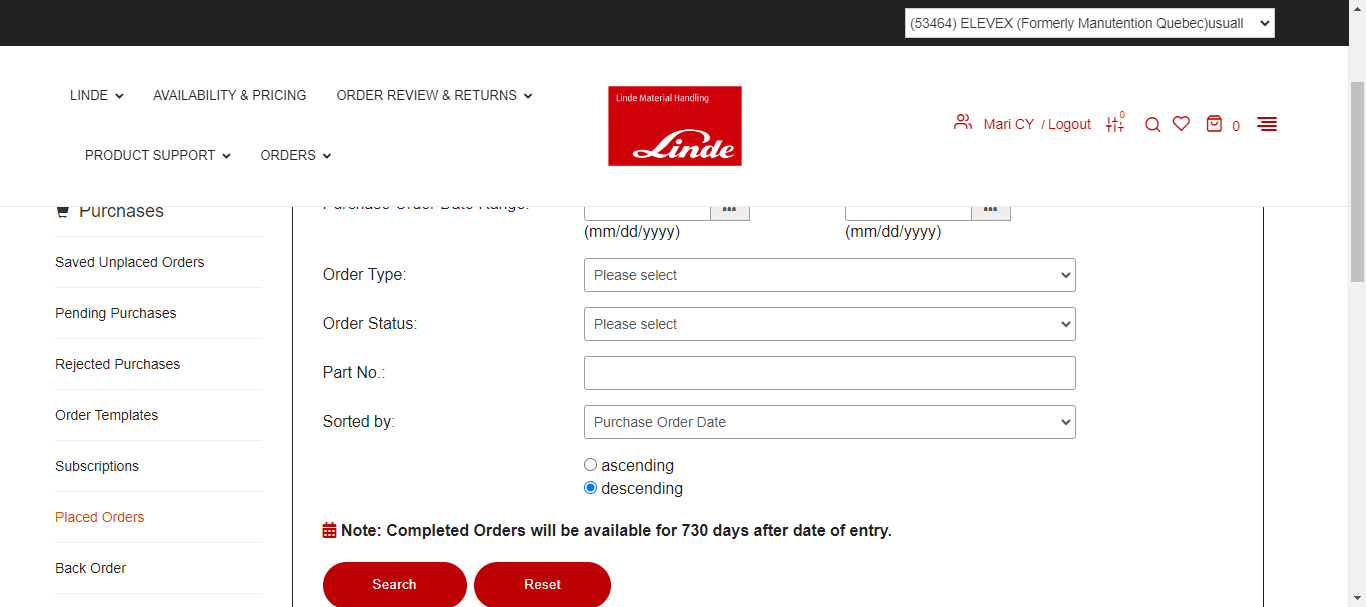 (53464) ELEVEX (Formerly Manutention Quebec)usuall
LINDE
AVAILABILITY & PRICING
ORDER REVIEW & RETURNS
PRODUCT SUPPORT
ORDERS
Linde Material Handling
Linde
Mari CY / Logout
0
0
Purchases
Saved Unplaced Orders
Pending Purchases
Rejected Purchases
Order Templates
Subscriptions
Placed Orders
Back Order
Purchase Order Date Range:
(mm/dd/yyyy)
(mm/dd/yyyy)
Order Type:
Please select
Order Status:
Please select
Part No.:
Sorted by:
Purchase Order Date
ascending
descending
Note: Completed Orders will be available for 730 days after date of entry.
Search
Reset